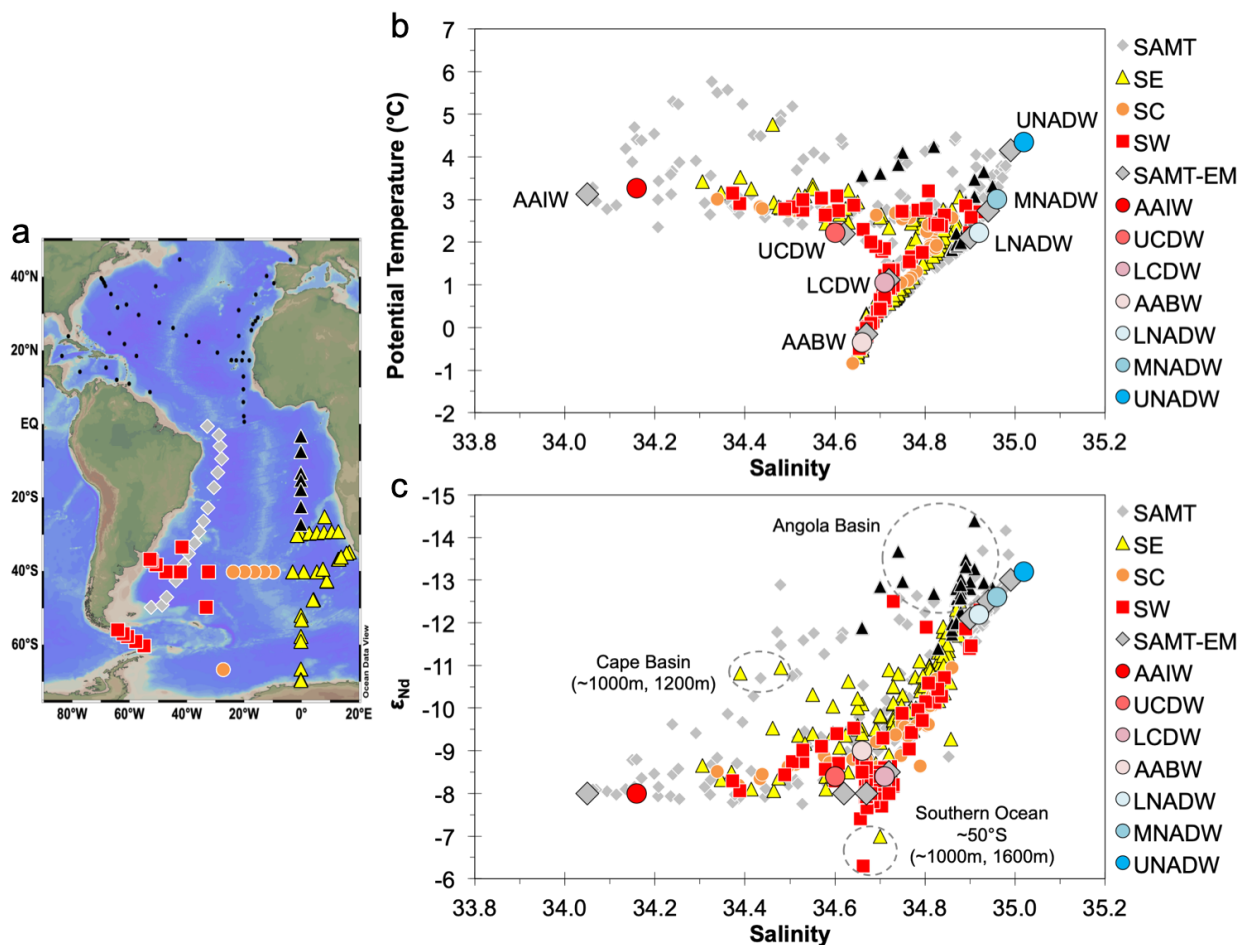 a
40°N
20°N
EQ
20°S
40°S
60°S
80°W
60°W
40°W
20°W
0°E
20°E
Ocean Data View
b
Potential Temperature (°C)
7
6
5
4
3
2
1
0
-1
-2
33.8
34.0
34.2
34.4
34.6
34.8
35.0
35.2
Salinity
AAIW
UCDW
LCDW
AABW
UNADW
MNADW
LNADW
SAMT
SE
SC
SW
SAMT-EM
AAIW
UCDW
LCDW
AABW
LNADW
MNADW
UNADW
c
εNd
-15
-14
-13
-12
-11
-10
-9
-8
-7
-6
33.8
34.0
34.2
34.4
34.6
34.8
35.0
35.2
Salinity
Angola Basin
Cape Basin
(~1000m, 1200m)
Southern Ocean
~50°S
(~1000m, 1600m)
SAMT
SE
SC
SW
SAMT-EM
AAIW
UCDW
LCDW
AABW
LNADW
MNADW
UNADW